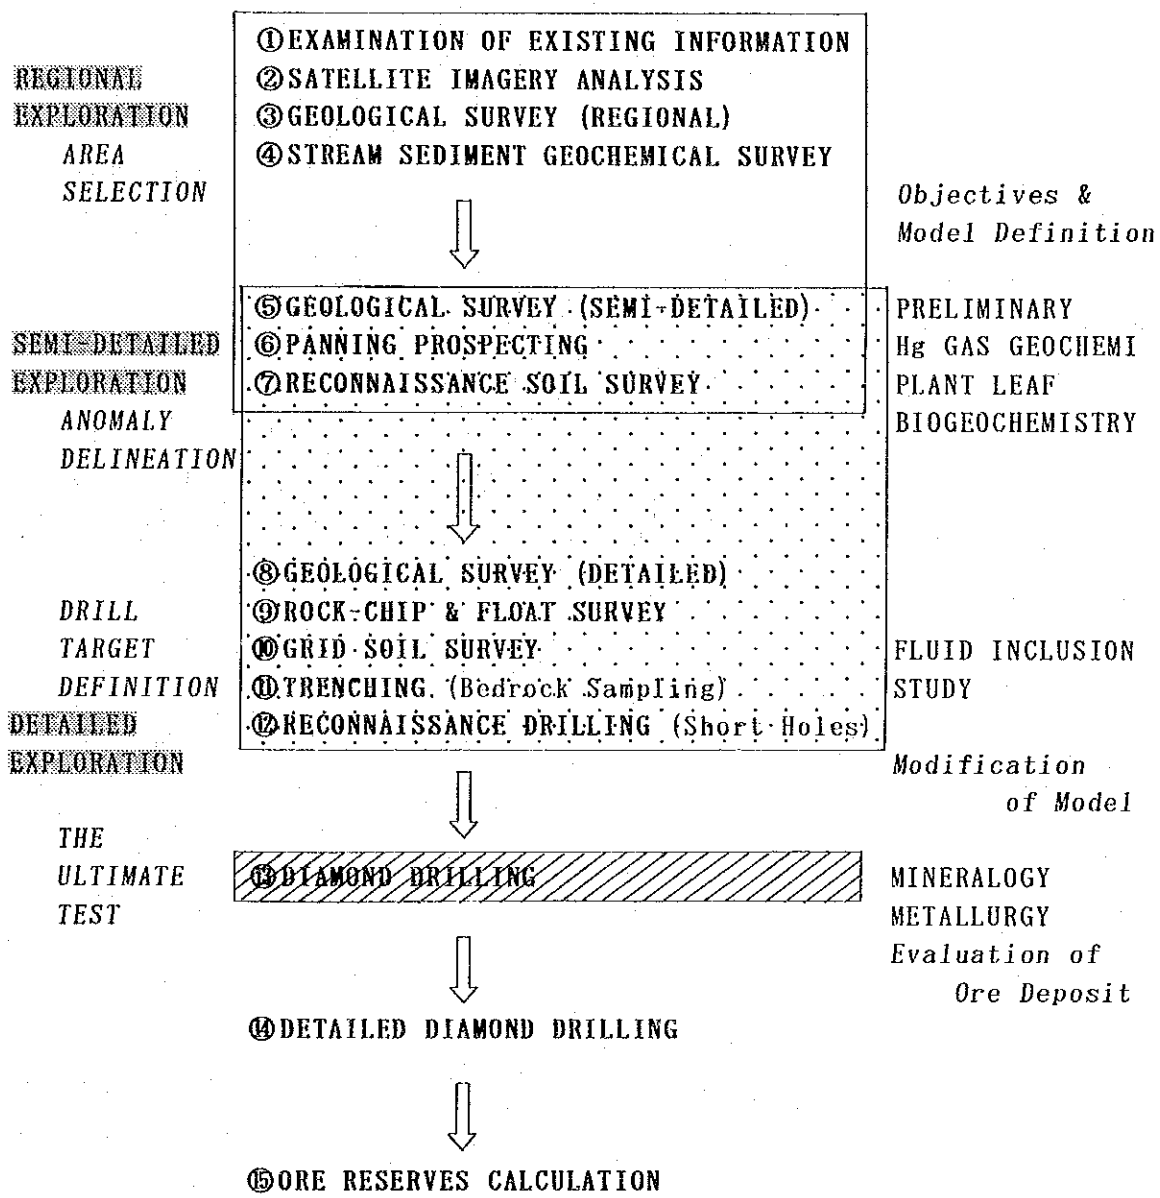 ①EXAMINATION OF EXISTING INFORMATION
REGIONAL
②SATELLITE IMAGERY ANALYSIS
EXPLORATION
③GEOLOGICAL SURVEY (REGIONAL)
AREA
④STREAM SEDIMENT GEOCHEMICAL SURVEY
SELECTION
Objectives &
Model Definition
⑤GEOLOGICAL SURVEY (SEMI-DETAILED)
PRELIMINARY
SEMI-DETAILED
⑥PANNING PROSPECTING
Hg GAS GEOCHEMI
EXPLORATION
⑦RECONNAISSANCE SOIL SURVEY
PLANT LEAF
ANOMALY
BIOGEOCHEMISTRY
DELINEATION
⑧GEOLOGICAL SURVEY (DETAILED)
DRILL
⑨ROCK-CHIP & FLOAT SURVEY
TARGET
⑩GRID SOIL SURVEY
FLUID INCLUSION
DEFINITION
⑪TRENCHING (Bedrock Sampling)
STUDY
DETAILED
⑫RECONNAISSANCE DRILLING (Short Holes)
EXPLORATION
Modification
of Model
THE
ULTIMATE
⑬DIAMOND DRILLING
MINERALOGY
TEST
METALLURGY
Evaluation of
Ore Deposit
⑭DETAILED DIAMOND DRILLING
⑮ORE RESERVES CALCULATION